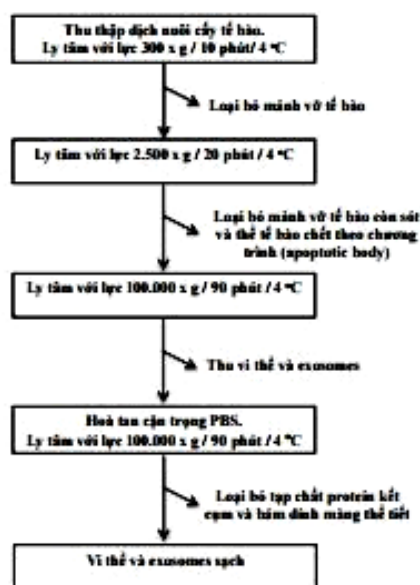 Thu thập dịch nuôi cấy tế bào.
Ly tâm với lực 300 x g / 10 phút/ 4 °C
Loại bỏ mảnh vỡ tế bào
Ly tâm với lực 2.500 x g / 20 phút / 4 °C
Loại bỏ mảnh vỡ tế bào còn sót
và thể tế bào chết theo chương
trình (apoptotic body)
Ly tâm với lực 100.000 x g / 90 phút / 4 °C
Thu vi thể và exosomes
Hoà tan cặn trong PBS.
Ly tâm với lực 100.000 x g / 90 phút / 4 °C
Loại bỏ tạp chất protein kết
cụm và bám dính màng thể tiết
Vi thể và exosomes sạch